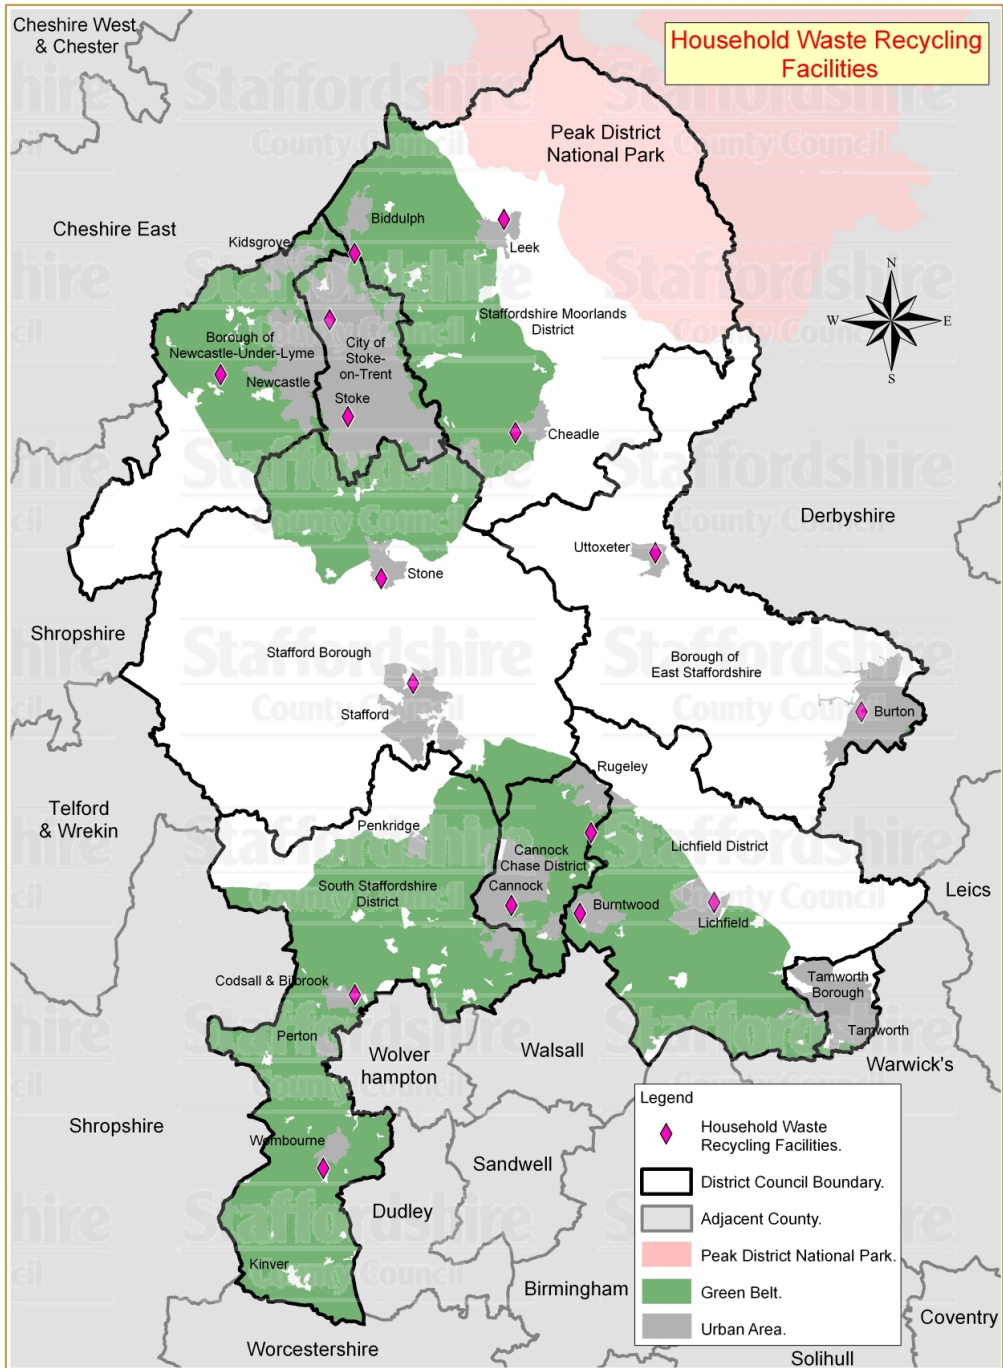 Cheshire West
& Chester
Household Waste Recycling
Facilities
Peak District
National Park
Cheshire East
Biddulph
Kidsgrove
Leek
N
W
E
S
Staffordshire Moorlands
District
Borough of
Newcastle-Under-Lyme
City of
Stoke-
on-Trent
Newcastle
Stoke
Cheadle
Derbyshire
Uttoxeter
Stone
Shropshire
Stafford Borough
Borough of
East Staffordshire
Stafford
Burton
Rugeley
Telford
& Wrekin
Penkridge
Cannock
Chase District
Lichfield District
South Staffordshire
District
Cannock
Burntwood
Leics
Lichfield
Codsall & Bilbrook
Tamworth
Borough
Perton
Tamworth
Wolver
hampton
Walsall
Warwick's
Shropshire
Wombourne
Sandwell
Dudley
Kinver
Birmingham
Worcestershire
Coventry
Solihull
Legend
Household Waste
Recycling Facilities.
District Council Boundary.
Adjacent County.
Peak District National Park.
Green Belt.
Urban Area.
Staffordshire
County Council